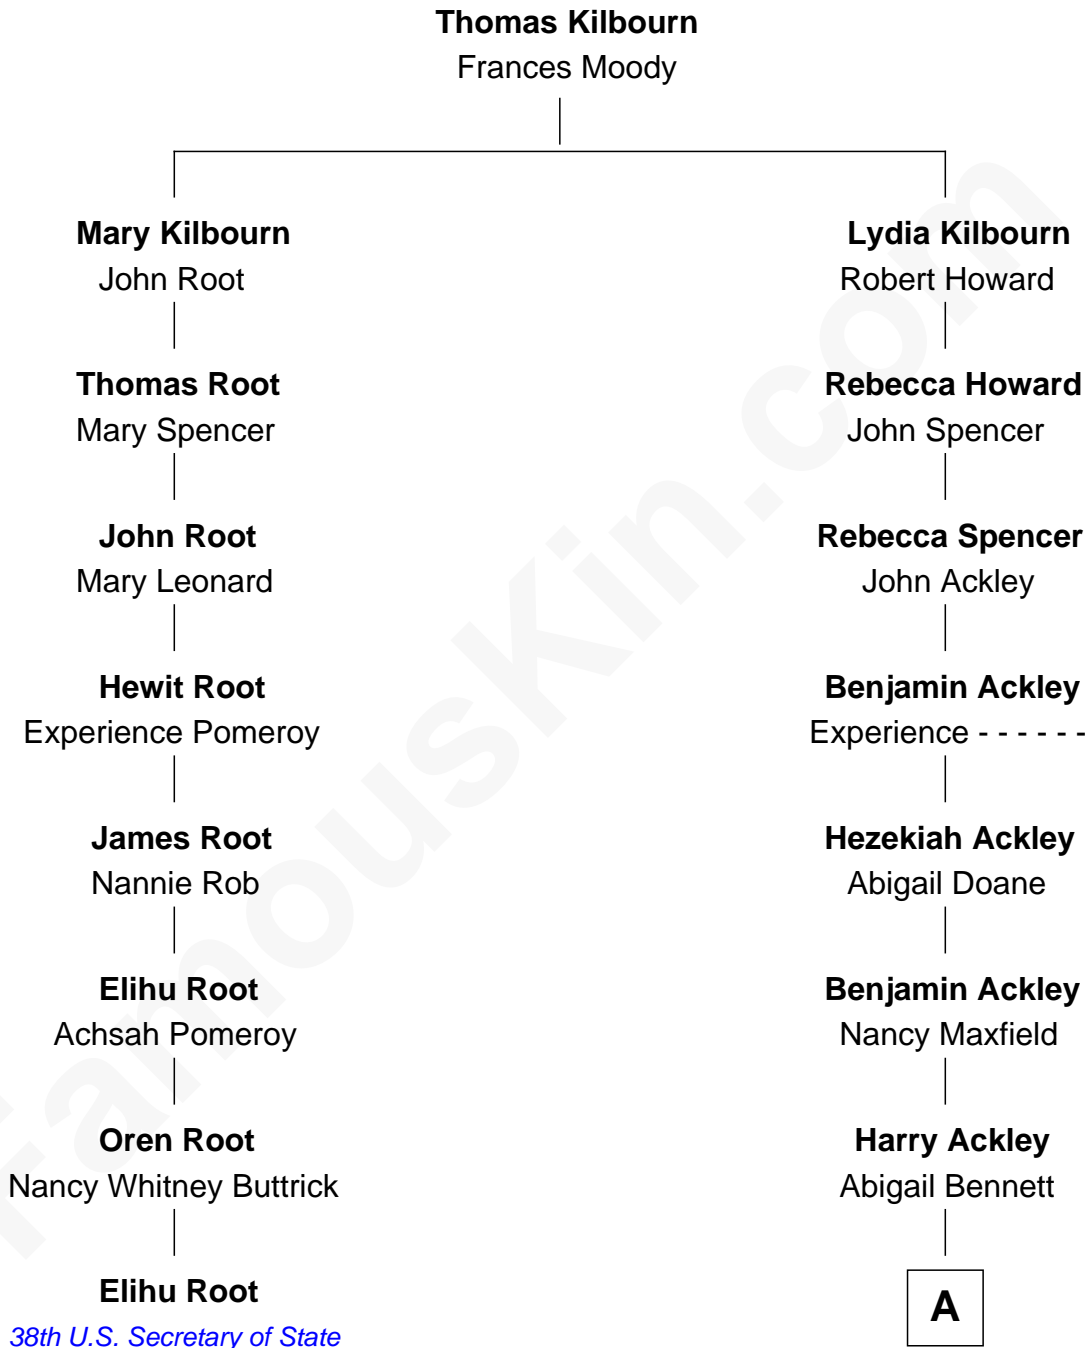 Thomas Kilbourn
Frances Moody
Mary Kilbourn
John Root
Lydia Kilbourn
Robert Howard
Thomas Root
Mary Spencer
Rebecca Howard
John Spencer
John Root
Mary Leonard
Rebecca Spencer
John Ackley
Hewit Root
Experience Pomeroy
Benjamin Ackley
Experience - - - - - -
James Root
Nannie Rob
Hezekiah Ackley
Abigail Doane
Elihu Root
Achsah Pomeroy
Benjamin Ackley
Nancy Maxfield
Oren Root
Nancy Whitney Buttrick
Harry Ackley
Abigail Bennett
Elihu Root
38th U.S. Secretary of State
A
FamousKin.com